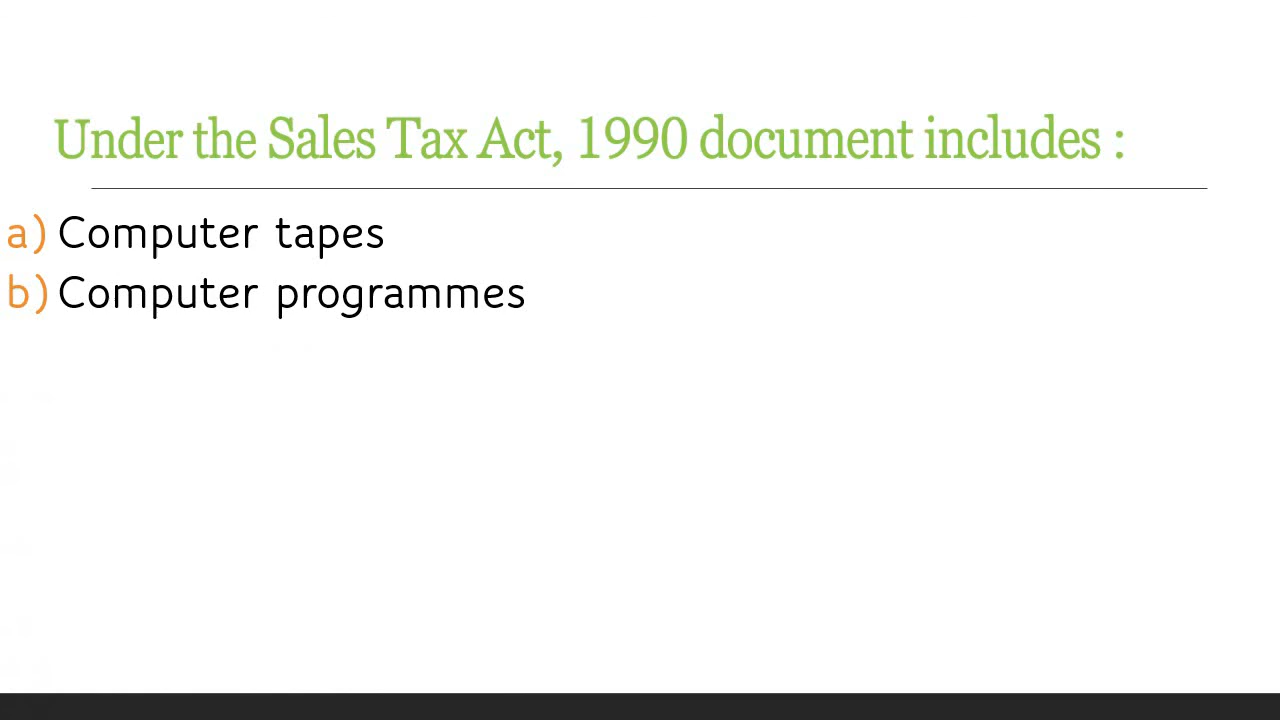 Under the Sales Tax Act, 1990 document includes :
a) Computer tapes
b) Computer programmes